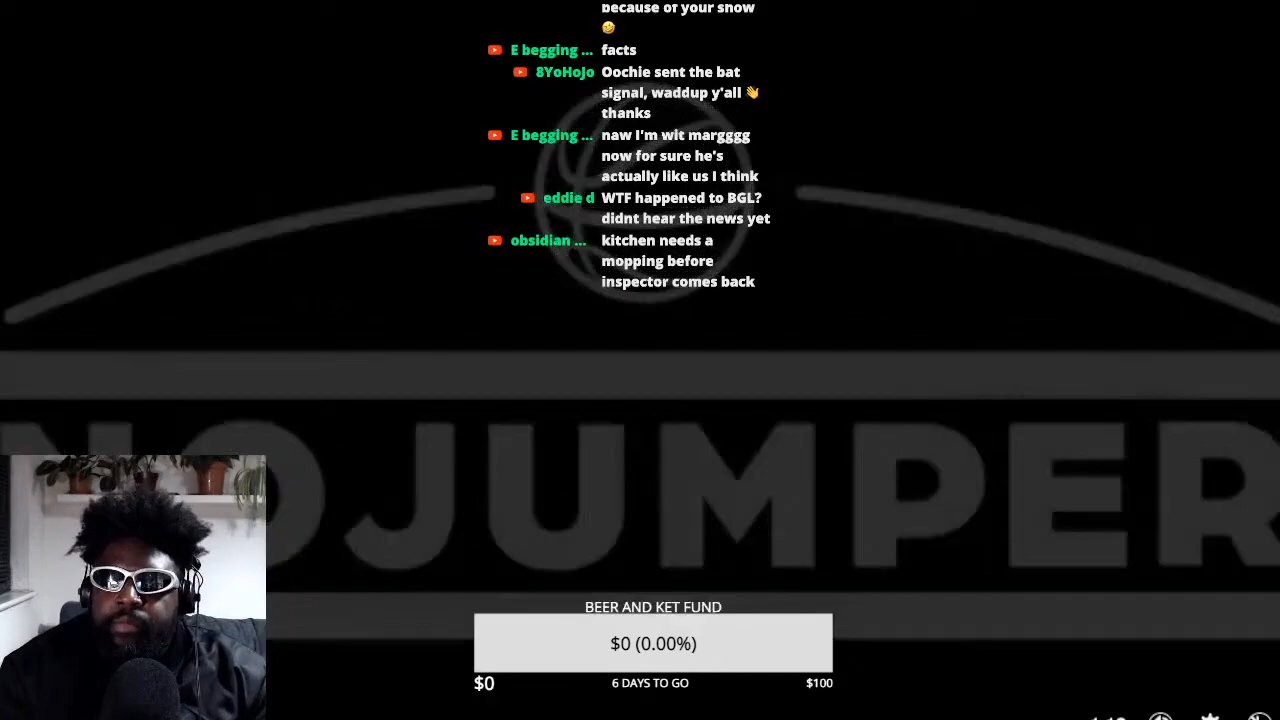 because of your show
🤣
E begging ... facts
8YoHoJo Oochie sent the bat
signal, waddup y'all 👋
thanks
E begging ... naw I'm wit margggg
now for sure he's
actually like us I think
eddie d WTF happened to BGL?
didnt hear the news yet
obsidian ... kitchen needs a
mopping before
inspector comes back
NOJUMPER
BEER AND KET FUND
$0 (0.00%)
$0 6 DAYS TO GO $100